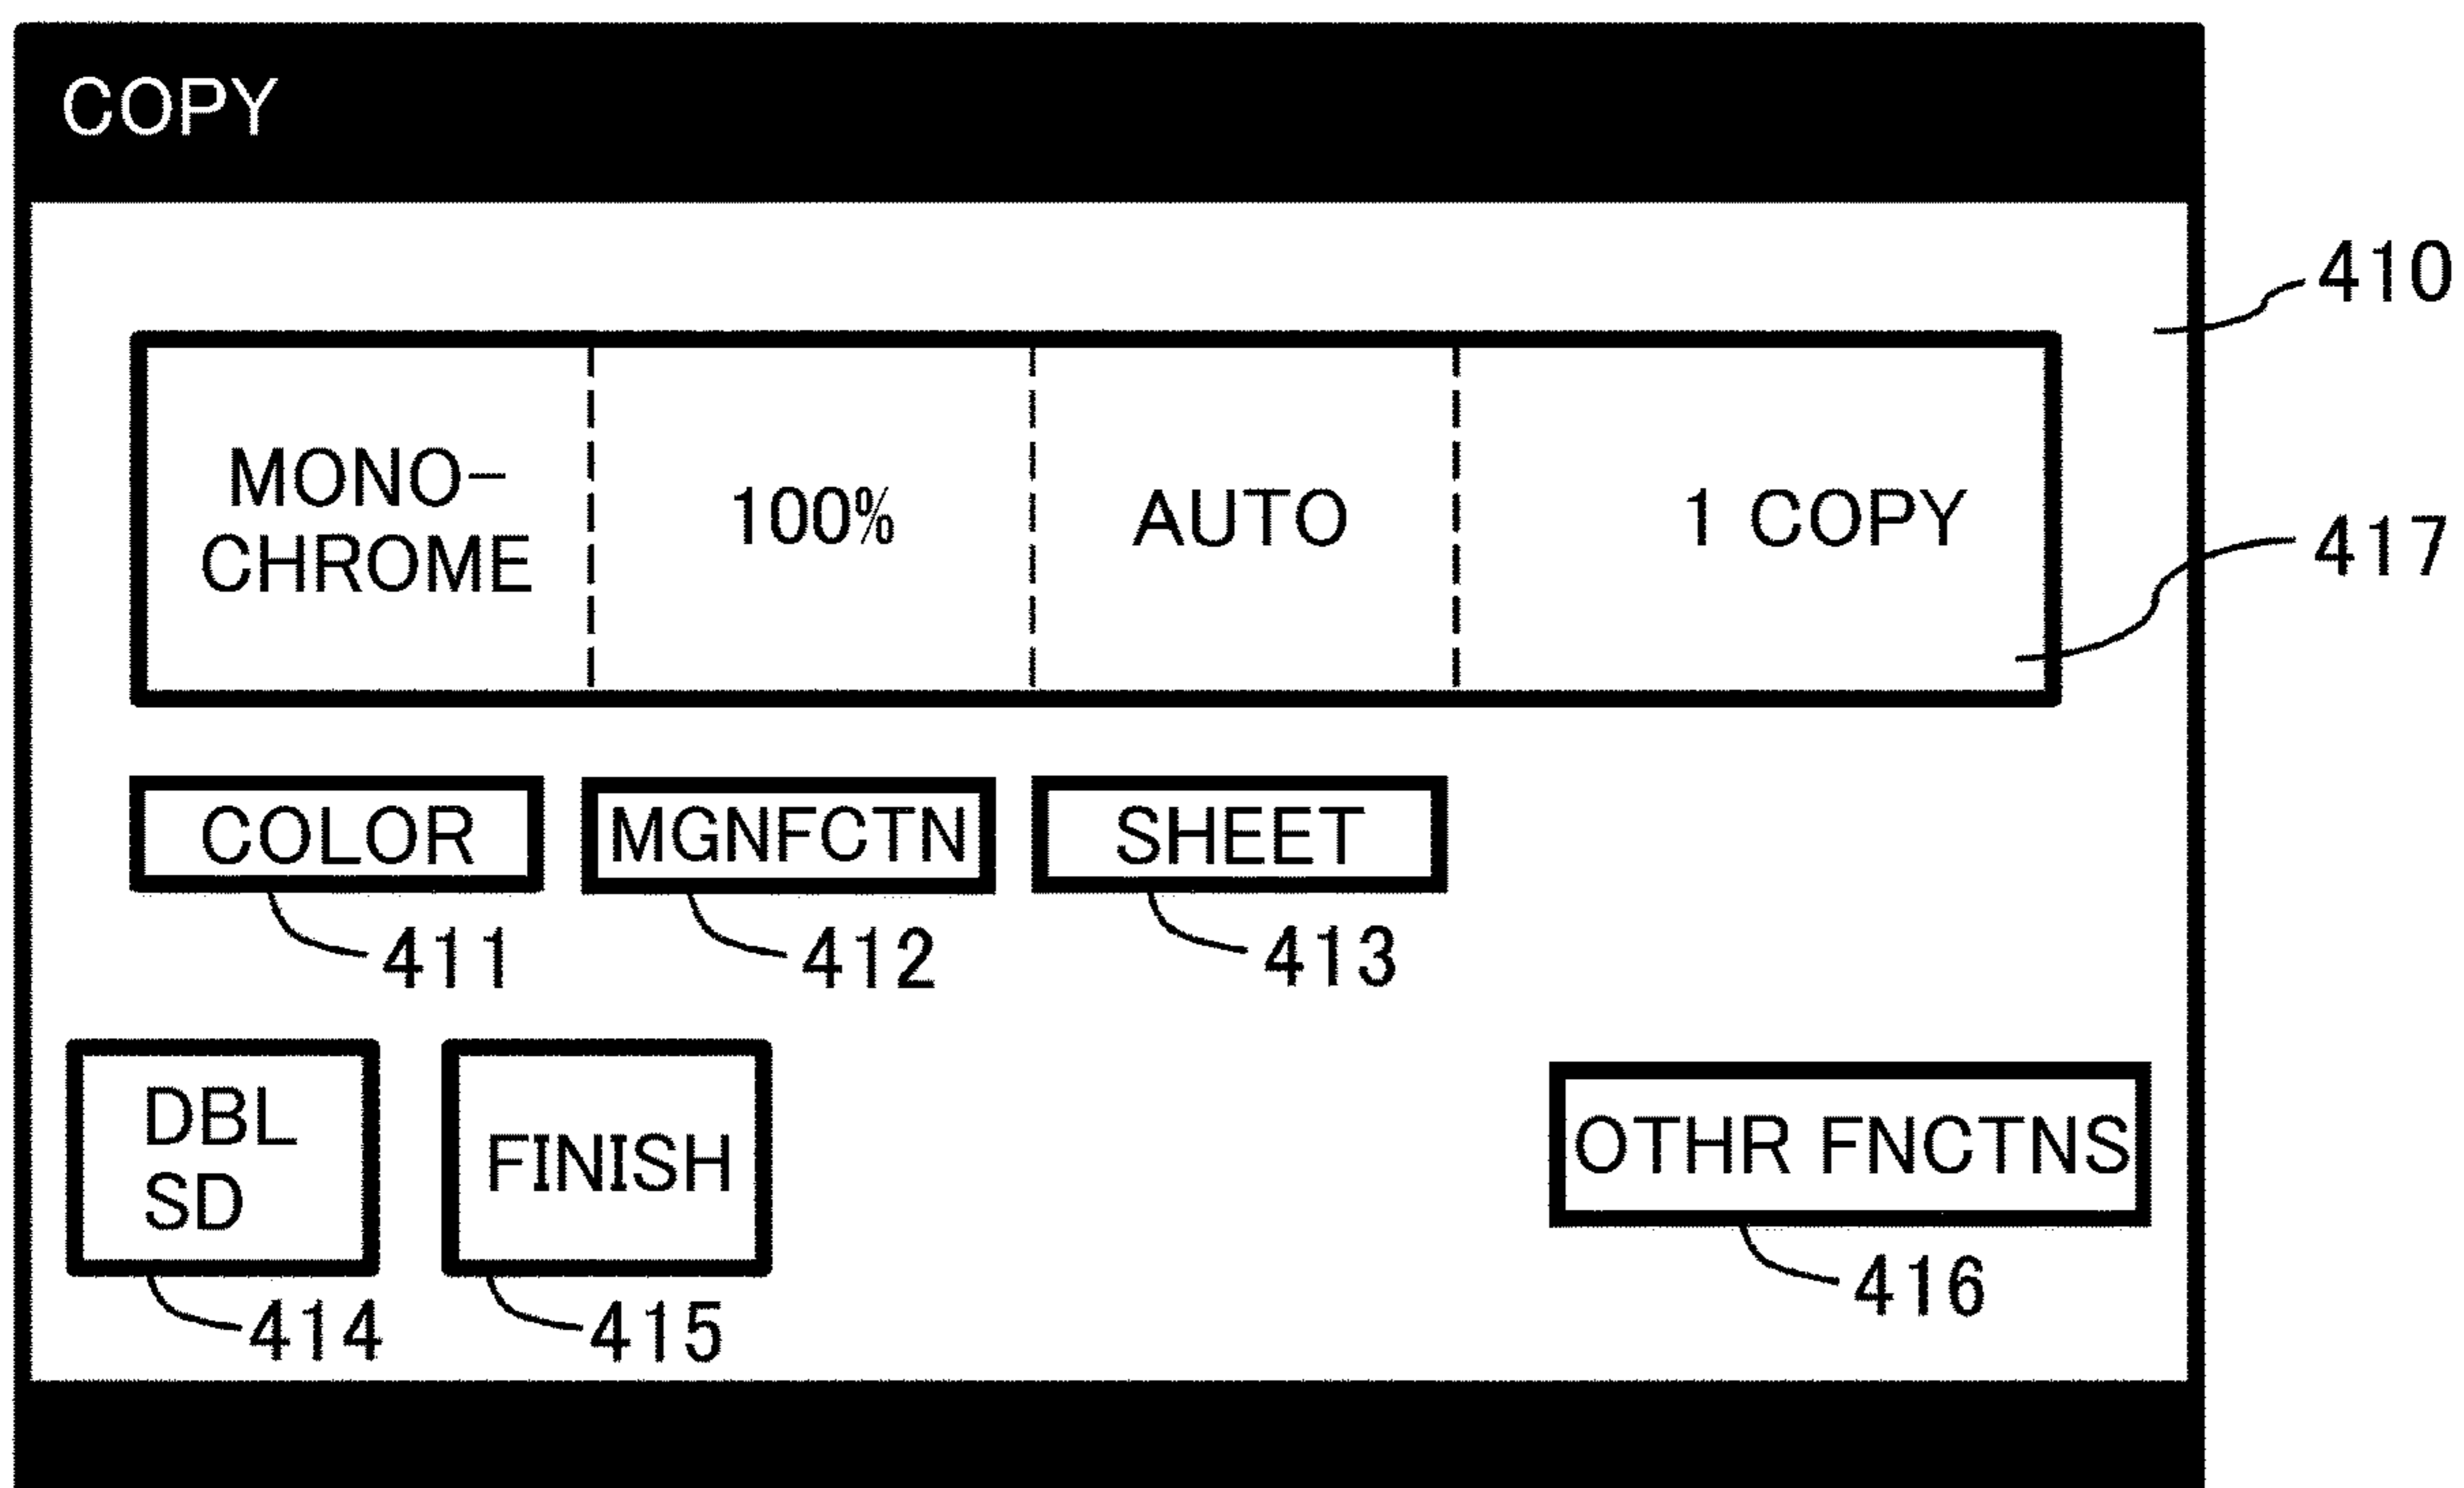 COPY
410
MONO-
CHROME
100%
AUTO
1 COPY
417
COLOR
MGNFCTN
SHEET
411
412
413
DBL
SD
FINISH
OTHR FNCTNS
414
415
416